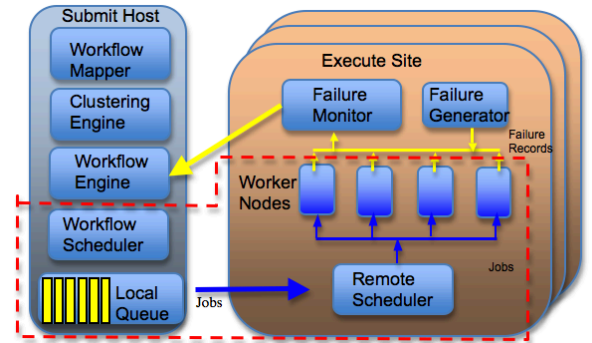 Submit Host
Workflow
Mapper
Clustering
Engine
Workflow
Engine
Workflow
Scheduler
Local
Queue
Jobs
Execute Site
Failure
Monitor
Failure
Generator
Failure
Records
Worker
Nodes
Jobs
Remote
Scheduler